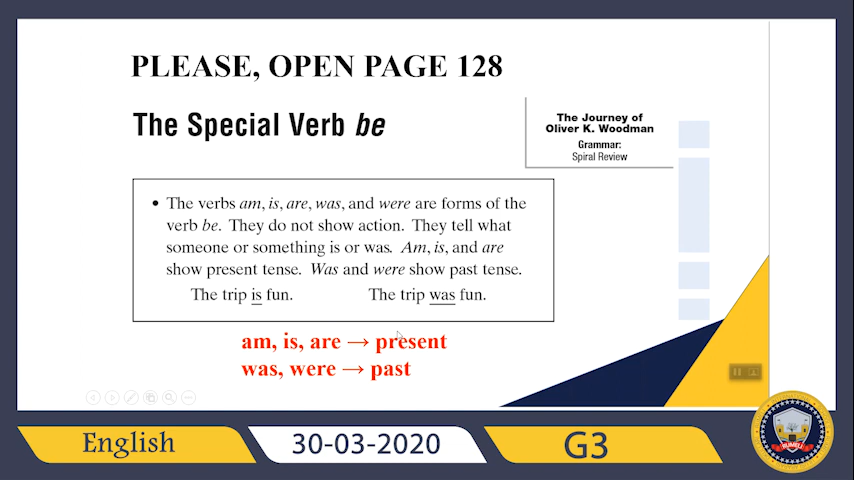 PLEASE, OPEN PAGE 128
The Special Verb be
The Journey of
Oliver K. Woodman
Grammar:
Spiral Review
• The verbs am, is, are, was, and were are forms of the
verb be. They do not show action. They tell what
someone or something is or was. Am, is, and are
show present tense. Was and were show past tense.
The trip is fun. The trip was fun.
am, is, are → present
was, were → past
English
30-03-2020
G3